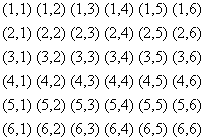 (1,1) (1,2) (1,3) (1,4) (1,5) (1,6)
(2,1) (2,2) (2,3) (2,4) (2,5) (2,6)
(3,1) (3,2) (3,3) (3,4) (3,5) (3,6)
(4,1) (4,2) (4,3) (4,4) (4,5) (4,6)
(5,1) (5,2) (5,3) (5,4) (5,5) (5,6)
(6,1) (6,2) (6,3) (6,4) (6,5) (6,6)